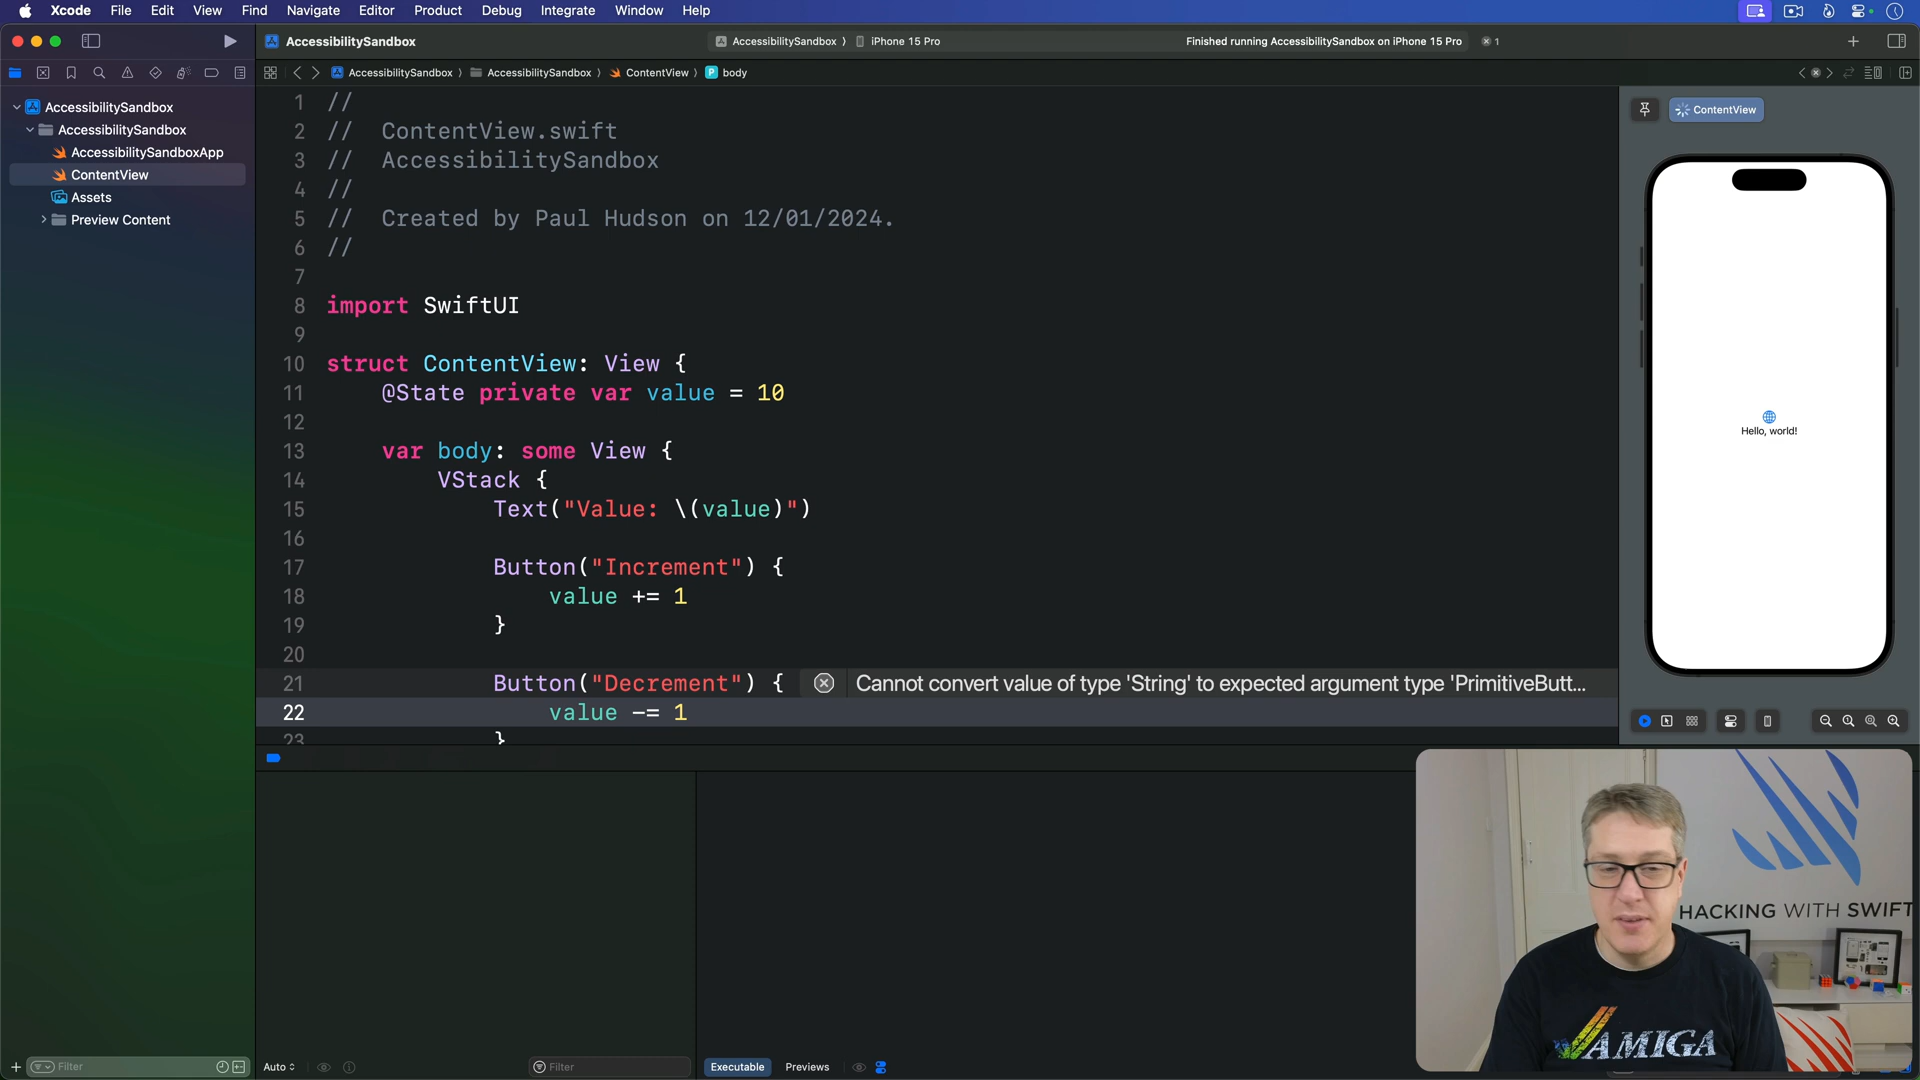 Xcode File Edit View Find Navigate Editor Product Debug Integrate Window Help
AccessibilitySandbox
AccessibilitySandbox 〉 iPhone 15 Pro
Finished running AccessibilitySandbox on iPhone 15 Pro
1
AccessibilitySandbox 〉 AccessibilitySandbox 〉 ContentView 〉 P body
AccessibilitySandbox
AccessibilitySandbox
AccessibilitySandboxApp
ContentView
Assets
Preview Content
1 //
2 // ContentView.swift
3 // AccessibilitySandbox
4 //
5 // Created by Paul Hudson on 12/01/2024.
6 //
7
8 import SwiftUI
9
10 struct ContentView: View {
11 @State private var value = 10
12
13 var body: some View {
14 VStack {
15 Text("Value: \(value)")
16
17 Button("Increment") {
18 value += 1
19 }
20
21 Button("Decrement") { Cannot convert value of type 'String' to expected argument type 'PrimitiveButt...
22 value -= 1
23 }
ContentView
Hello, world!
HACKING WITH SWIFT
AMIGA
Filter
Auto
Filter
Executable
Previews